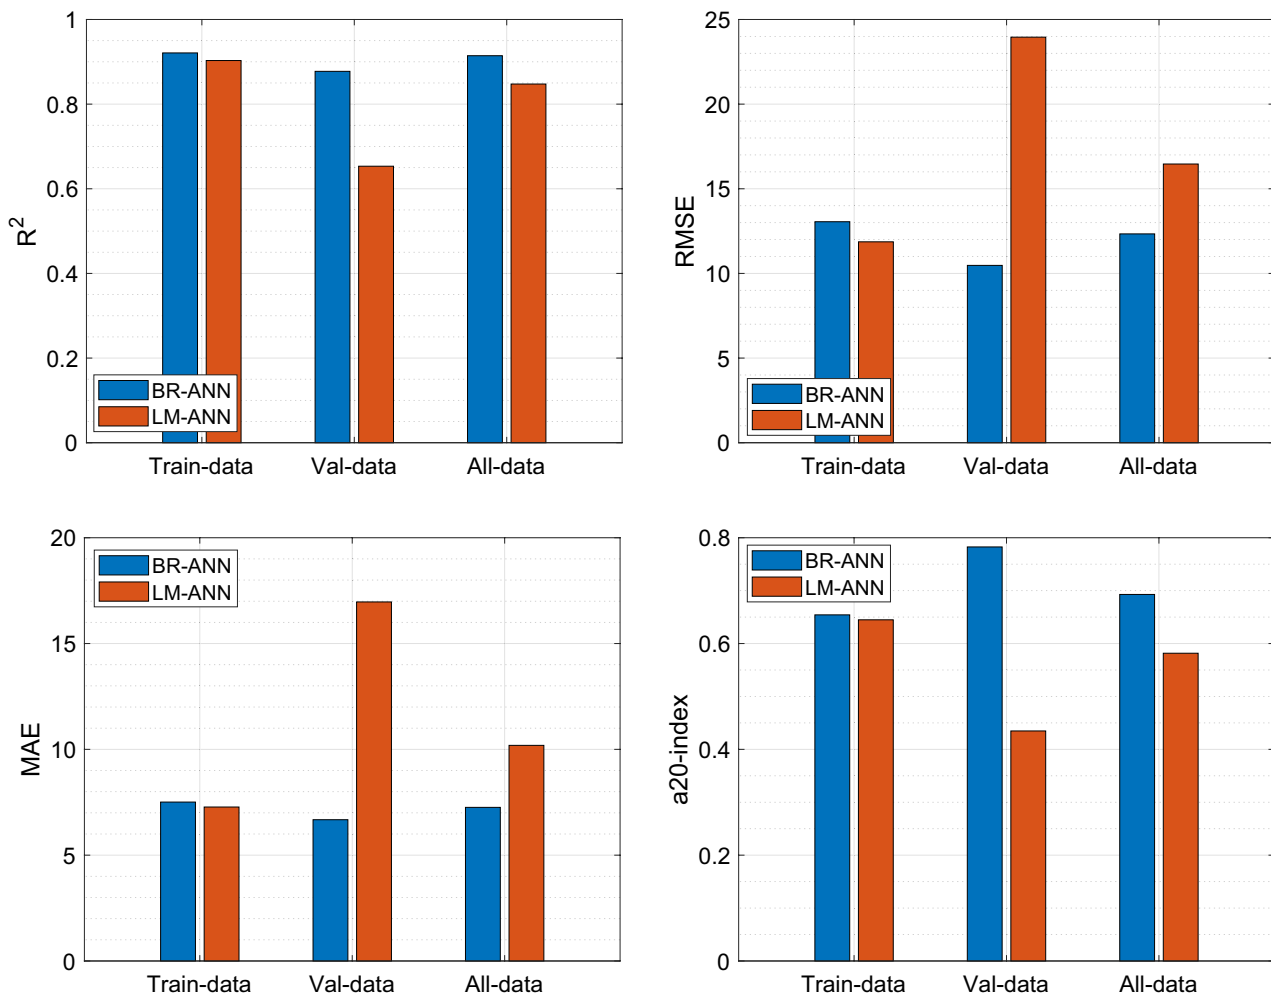 1
0.8
0.6
0.4
0.2
0
R2
BR-ANN
LM-ANN
Train-data Val-data All-data
25
20
15
10
5
0
RMSE
BR-ANN
LM-ANN
Train-data Val-data All-data
20
15
10
5
0
MAE
BR-ANN
LM-ANN
Train-data Val-data All-data
0.8
0.6
0.4
0.2
0
a20-index
BR-ANN
LM-ANN
Train-data Val-data All-data